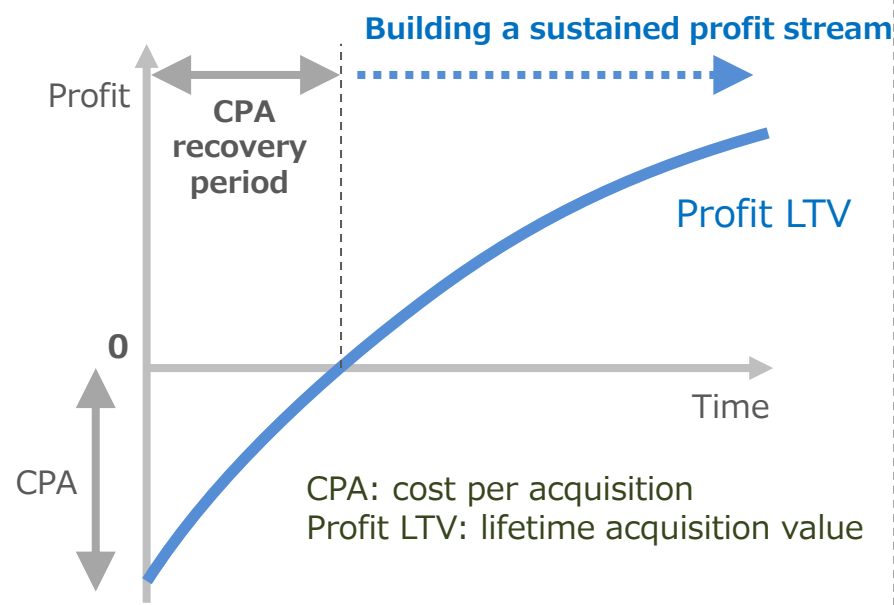 Building a sustained profit stream
Profit
CPA
recovery
period
Profit LTV
0
Time
CPA
CPA: cost per acquisition
Profit LTV: lifetime acquisition value